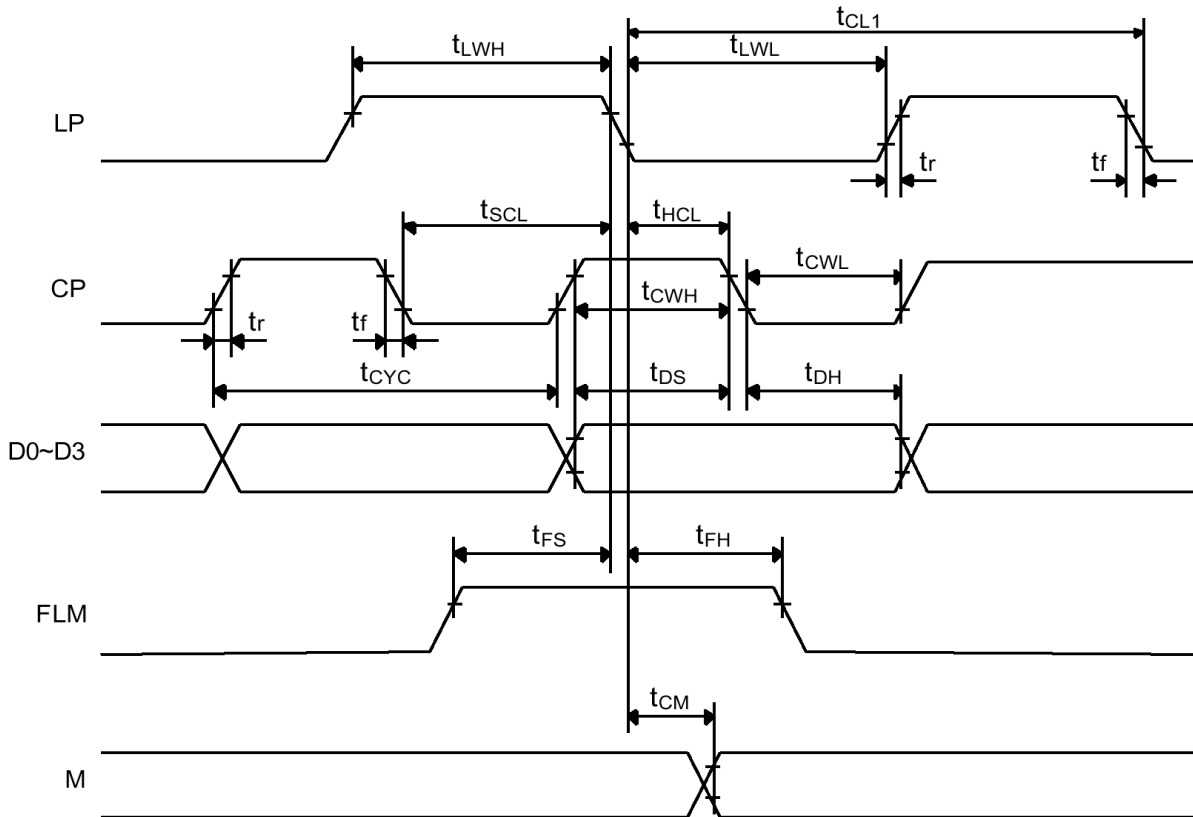 tCL1
tLWH
tLWL
LP
tr
tf
tSCL
tHCL
tCWL
CP
tCWH
tr
tf
tCYC
tDS
tDH
D0~D3
tFS
tFH
FLM
tCM
M